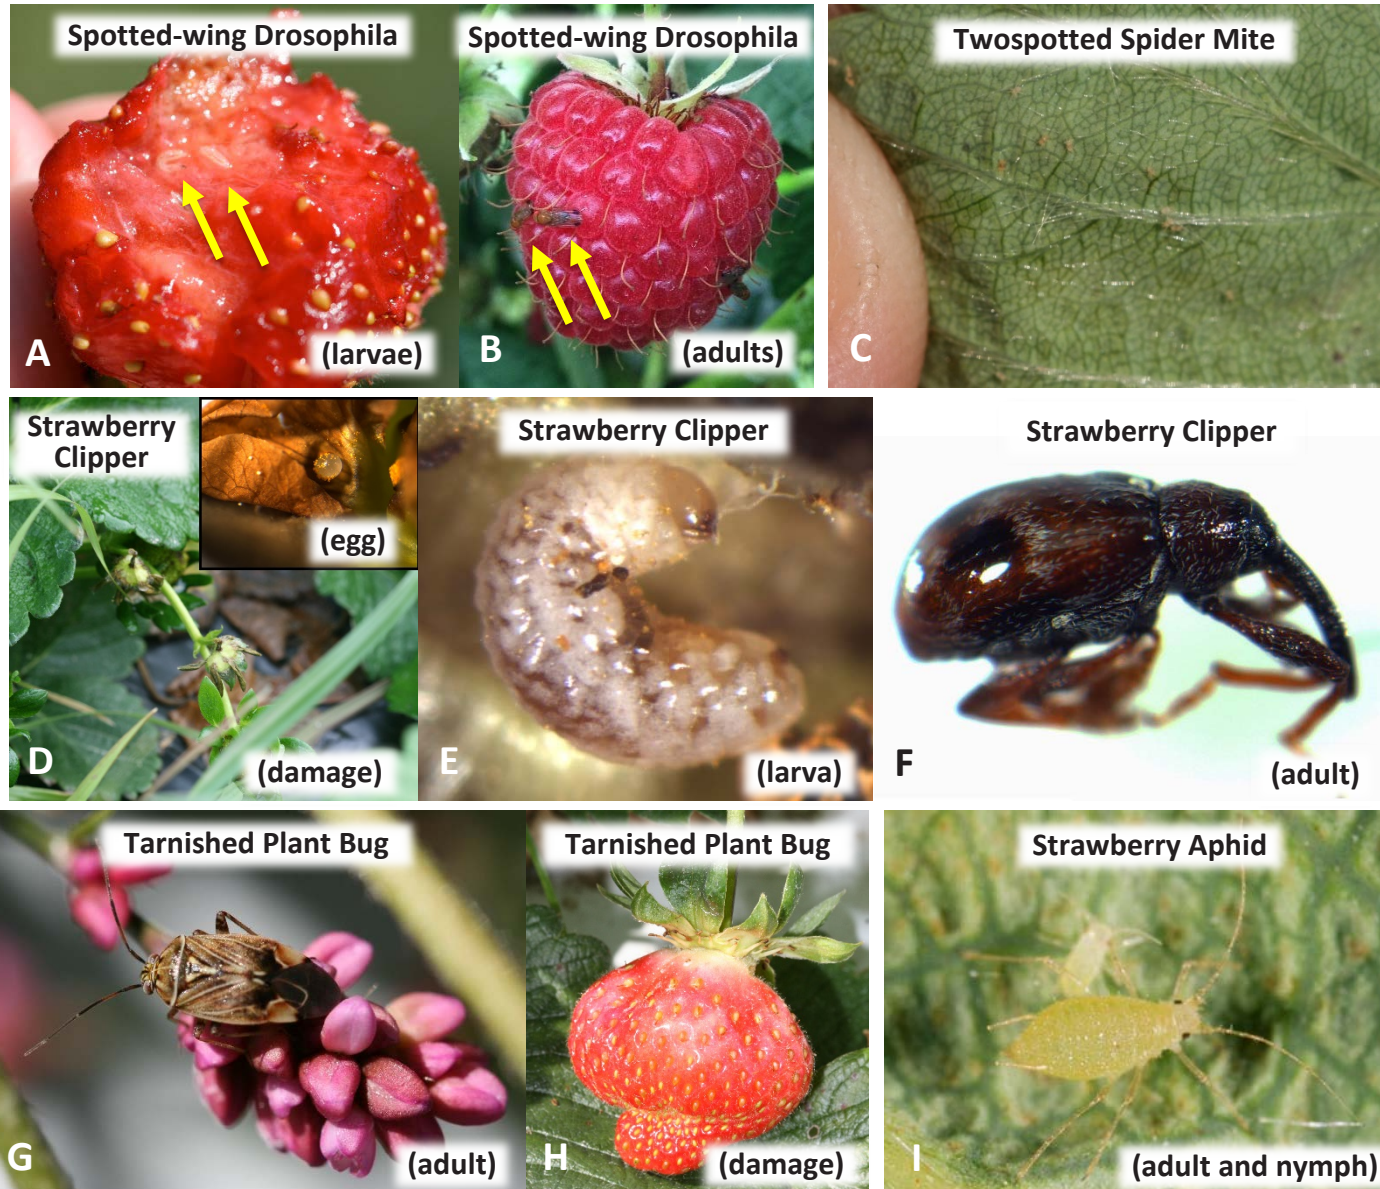 Spotted-wing Drosophila
A
(larvae)
Spotted-wing Drosophila
B
(adults)
Twospotted Spider Mite
C
Strawberry
Clipper
(egg)
D
(damage)
Strawberry Clipper
E
(larva)
Strawberry Clipper
F
(adult)
Tarnished Plant Bug
G
(adult)
Tarnished Plant Bug
H
(damage)
Strawberry Aphid
I
(adult and nymph)